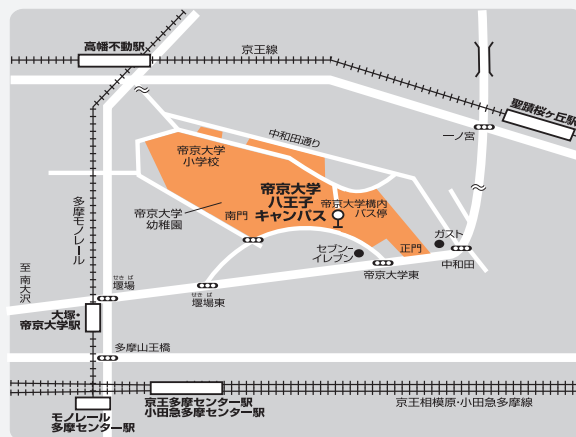 高幡不動駅
京王線
聖蹟桜ヶ丘駅
一ノ宮
中和田通り
帝京大学
小学校
帝京大学
八王子
キャンパス
帝京大学構内
バス停
帝京大学
幼稚園
南門
多摩モノレール
ガスト
正門
セブン-
イレブン
中和田
帝京大学東
至
南大沢
せきば
堰場
せきば
堰場東
大塚・
帝京大学駅
多摩山王橋
京王多摩センター駅
小田急多摩センター駅
京王相模原・小田急多摩線
モノレール
多摩センター駅